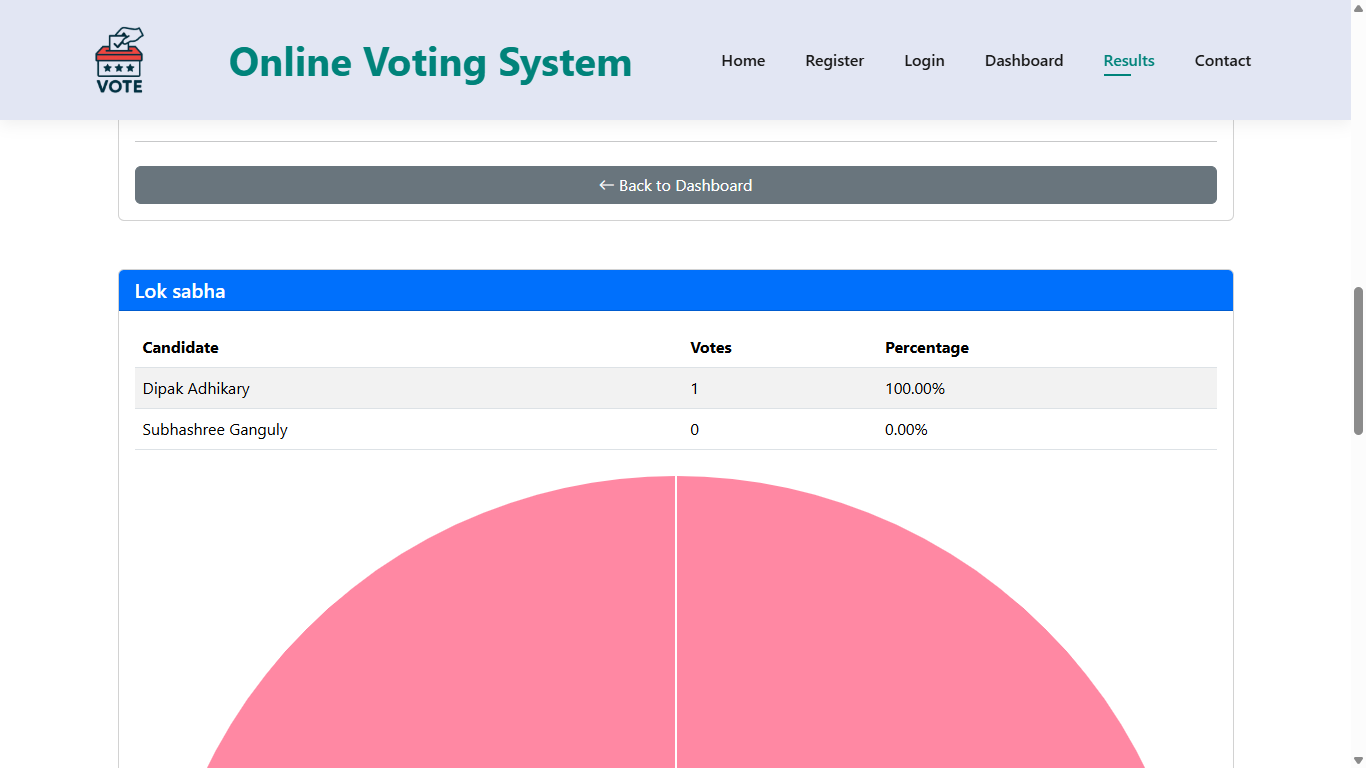 VOTE
Online Voting System
Home Register Login Dashboard Results Contact
← Back to Dashboard
Lok sabha
Candidate Votes Percentage
Dipak Adhikary 1 100.00%
Subhashree Ganguly 0 0.00%